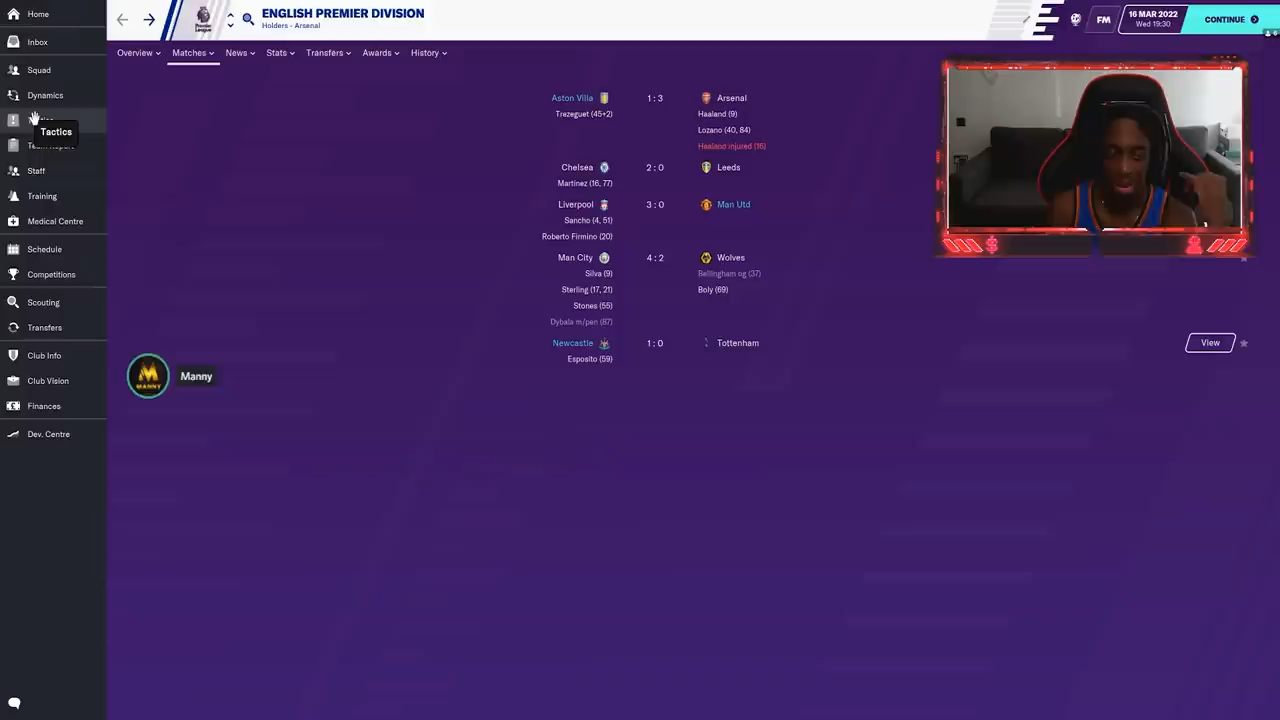 Home
ENGLISH PREMIER DIVISION
Holders - Arsenal
FM
16 MAR 2022
Wed 19:30
CONTINUE
6
Inbox
Overview
Matches
News
Stats
Transfers
Awards
History
Squad
Dynamics
Tactics
Staff
Training
Medical Centre
Schedule
Competitions
Scouting
Transfers
Club Info
Club Vision
Finances
Dev. Centre
Aston Villa 1 : 3 Arsenal
Trezeguet (45+2) Haaland (9)
Lozano (40, 84)
Haaland injured (16)
Chelsea 2 : 0 Leeds
Martínez (16, 77)
Liverpool 3 : 0 Man Utd
Sancho (4, 51)
Roberto Firmino (20)
Man City 4 : 2 Wolves
Silva (9) Bellingham og (37)
Sterling (17, 21) Boly (69)
Stones (55)
Dybala m/pen (87)
Newcastle 1 : 0 Tottenham View
Esposito (59)
MANNY
Manny